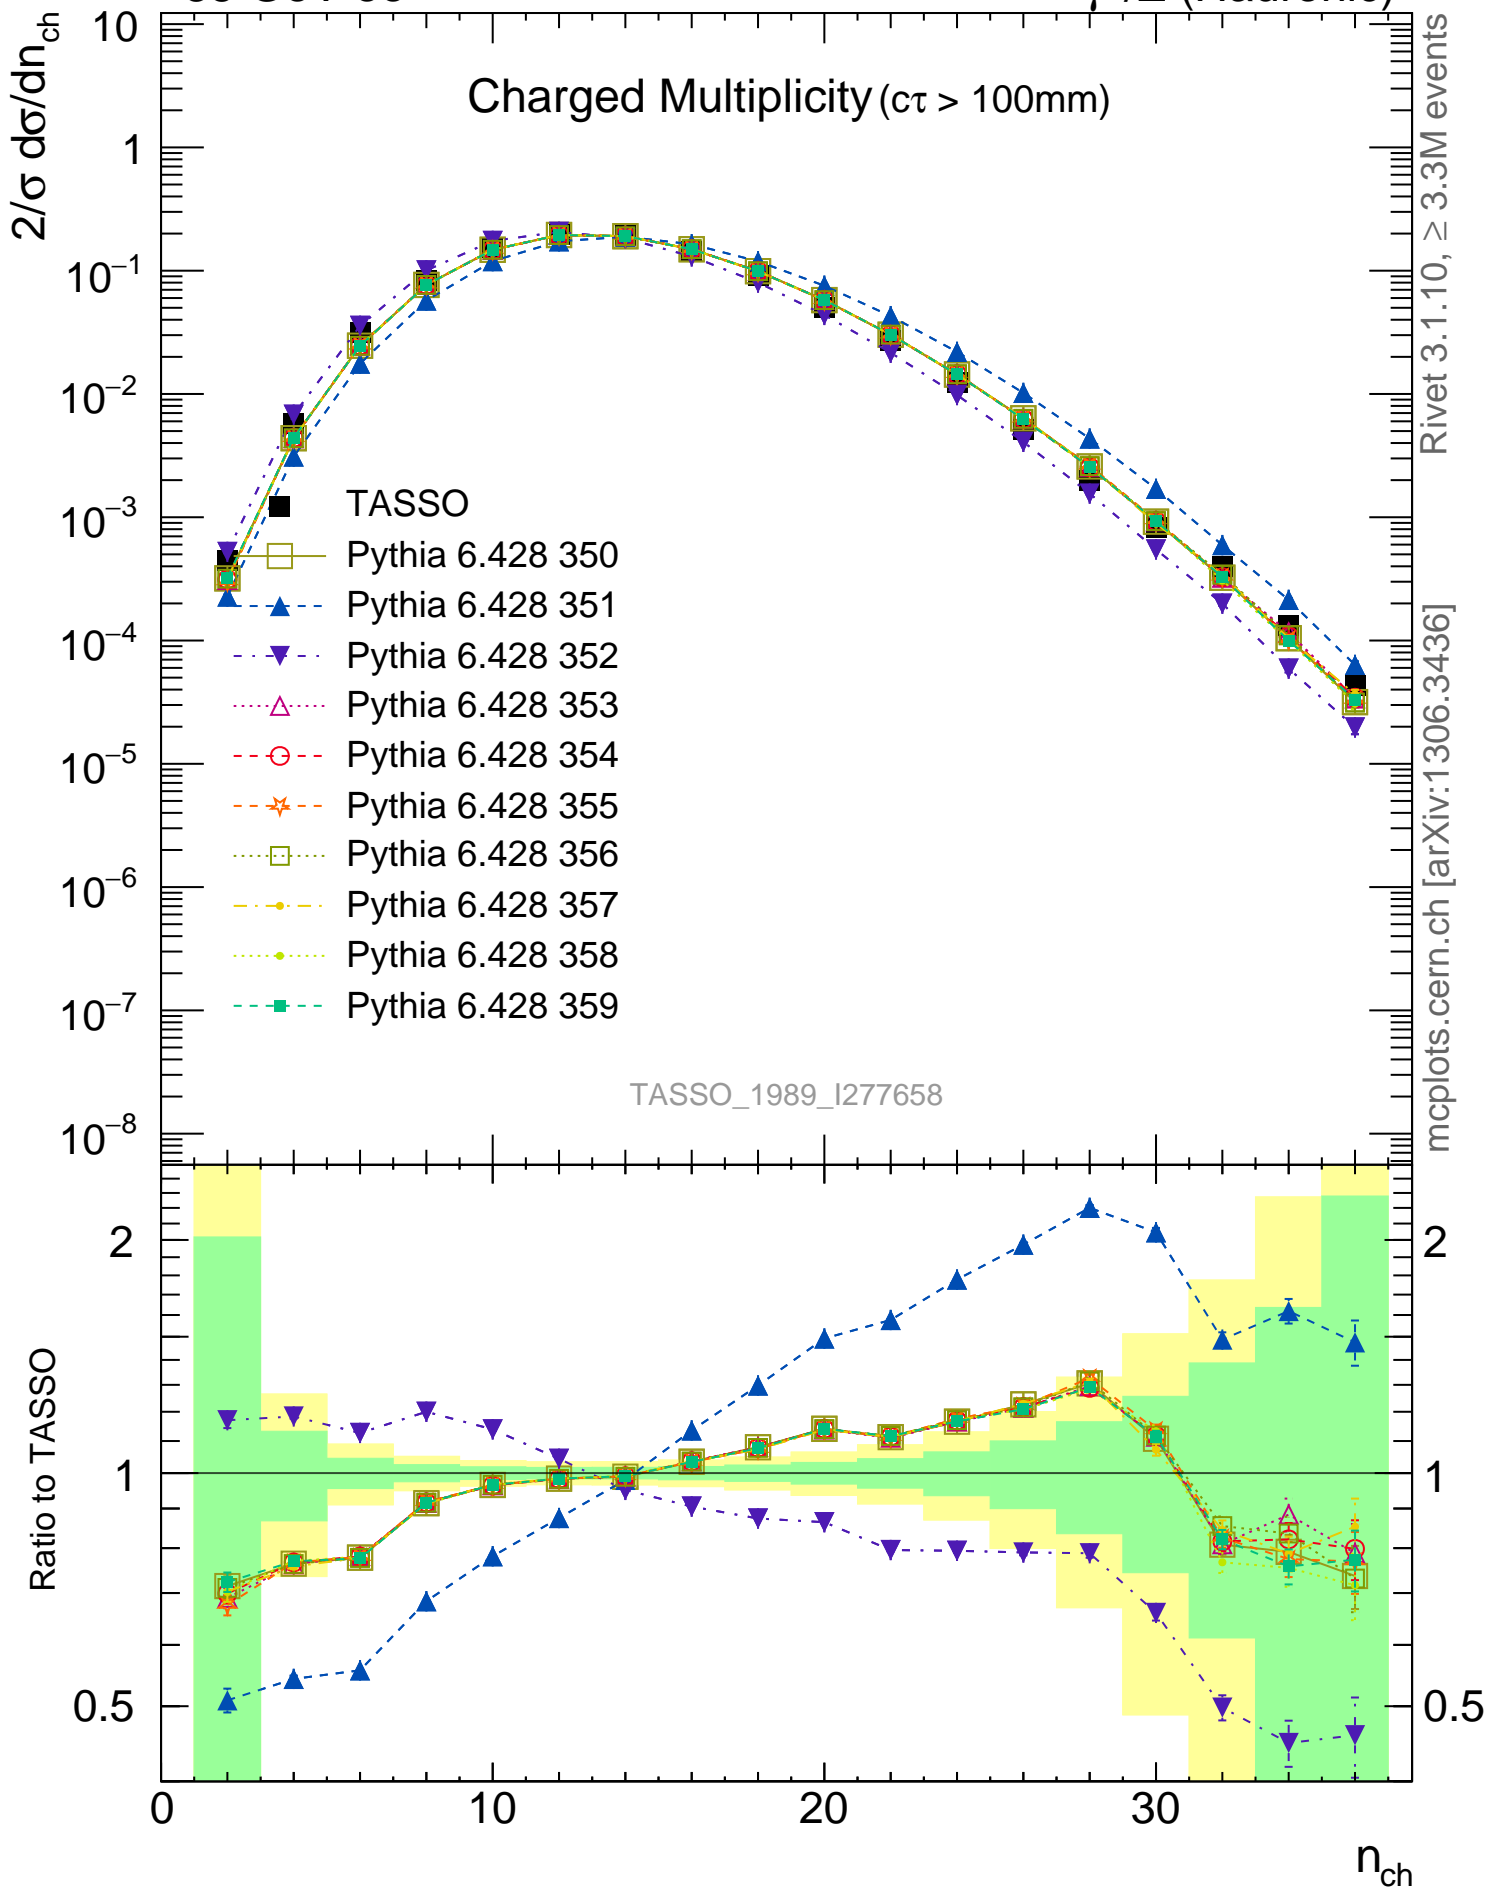 Charged Multiplicity (cτ > 100mm)
2/σ dσ/dn_ch
10
1
10⁻¹
10⁻²
10⁻³
10⁻⁴
10⁻⁵
10⁻⁶
10⁻⁷
10⁻⁸
TASSO
Pythia 6.428 350
Pythia 6.428 351
Pythia 6.428 352
Pythia 6.428 353
Pythia 6.428 354
Pythia 6.428 355
Pythia 6.428 356
Pythia 6.428 357
Pythia 6.428 358
Pythia 6.428 359
TASSO_1989_I277658
Rivet 3.1.10, ≥ 3.3M events
mcplots.cern.ch [arXiv:1306.3436]
Ratio to TASSO
2
1
0.5
2
1
0.5
0
10
20
30
n_ch